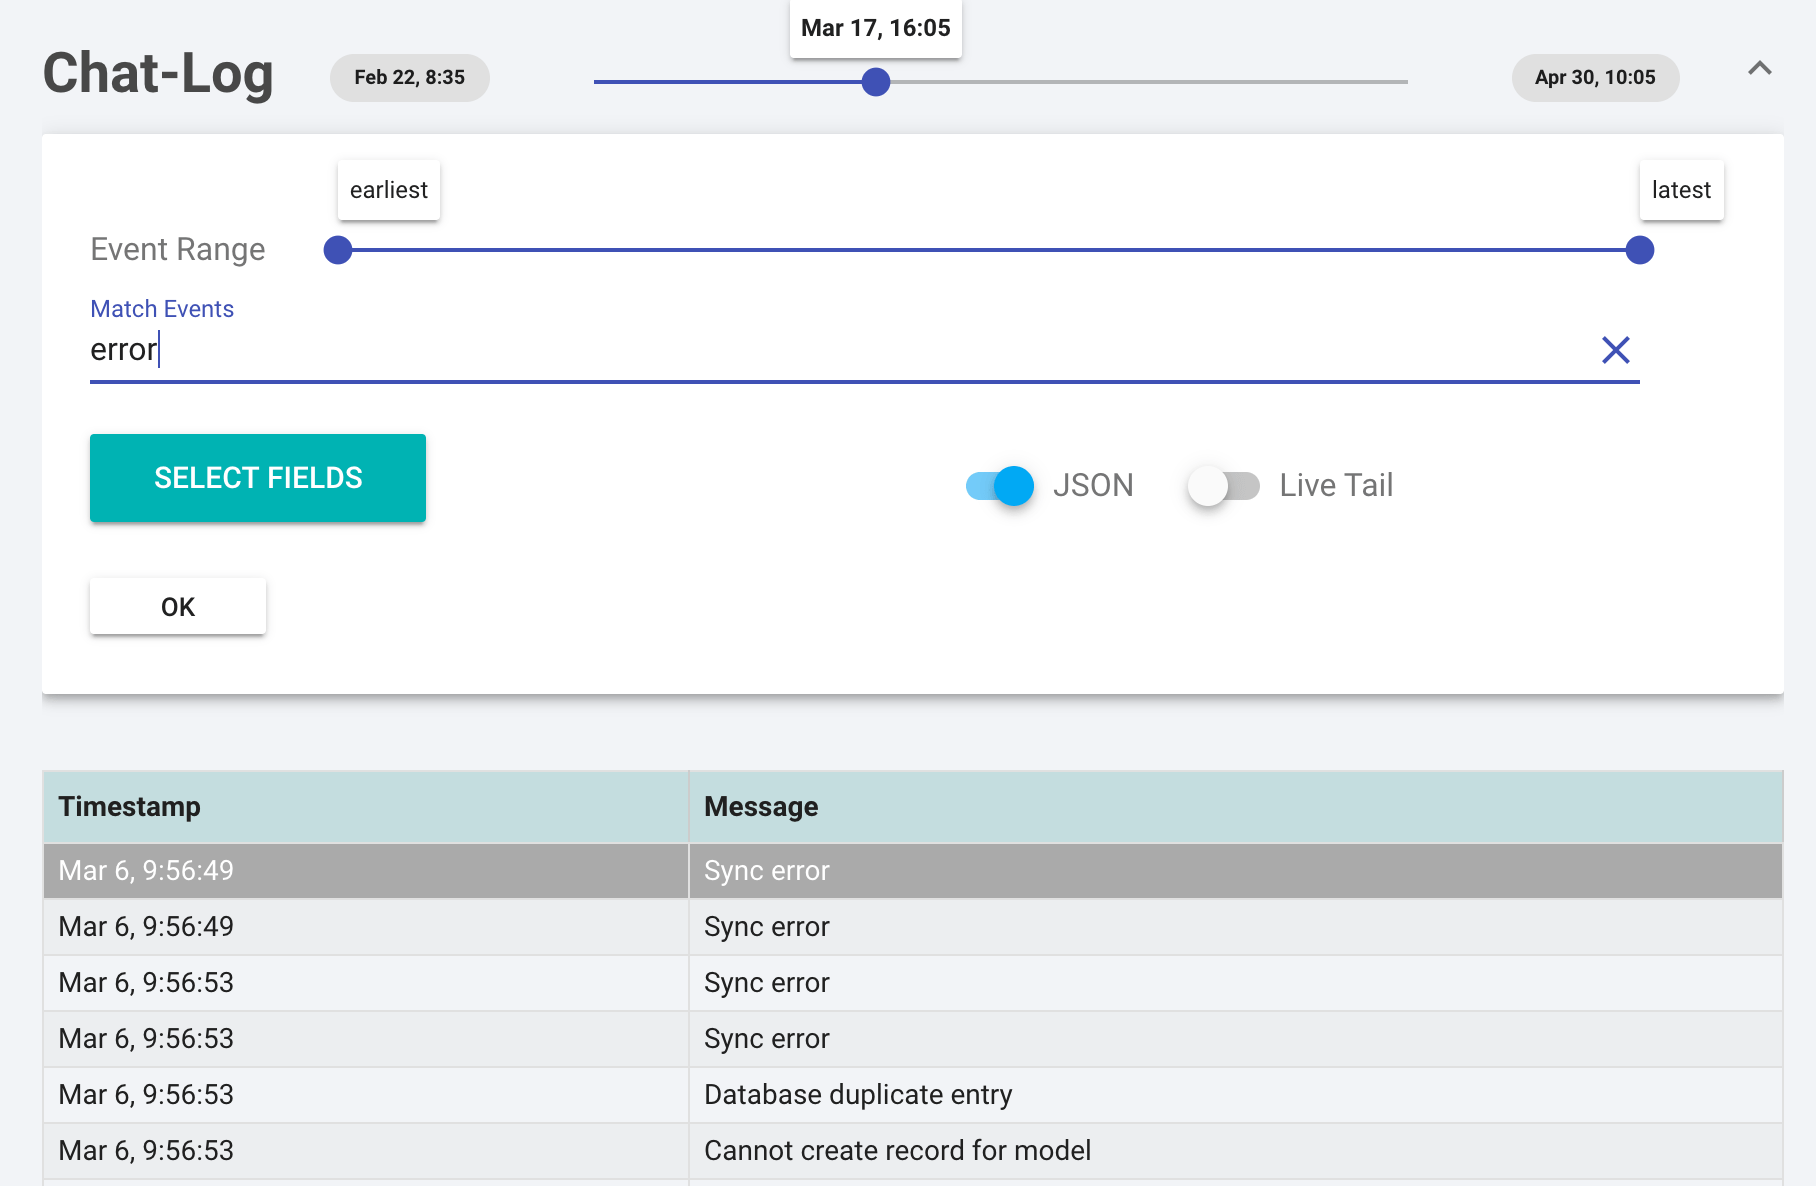 Mar 17, 16:05
Chat-Log
Feb 22, 8:35
Apr 30, 10:05
earliest
latest
Event Range
Match Events
error
SELECT FIELDS
JSON
Live Tail
OK
Timestamp Message
Mar 6, 9:56:49 Sync error
Mar 6, 9:56:49 Sync error
Mar 6, 9:56:53 Sync error
Mar 6, 9:56:53 Sync error
Mar 6, 9:56:53 Database duplicate entry
Mar 6, 9:56:53 Cannot create record for model